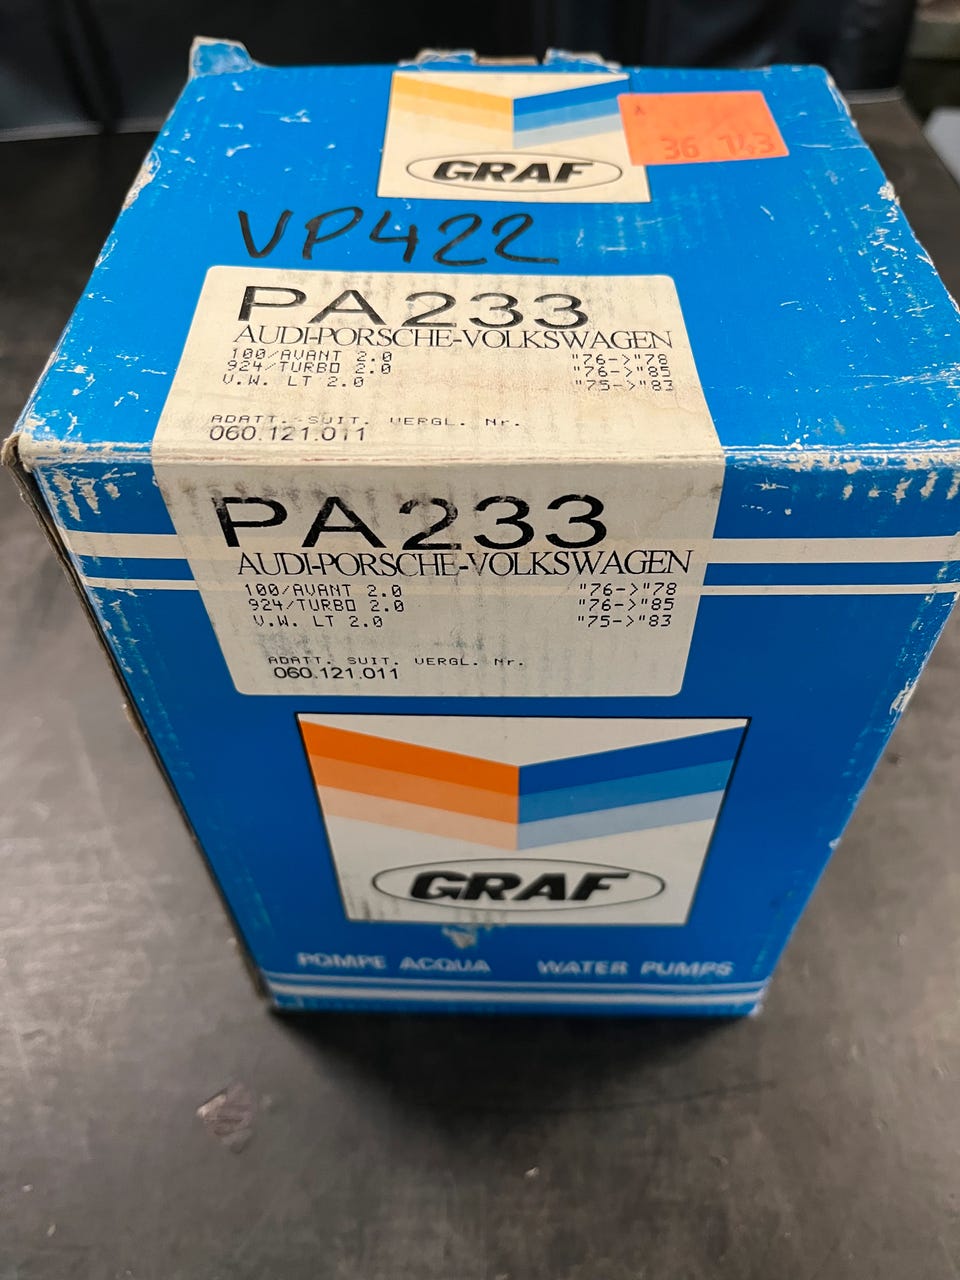 GRAF
36 143
VP422
PA233
AUDI-PORSCHE-VOLKSWAGEN
100/AVANT 2.0 "76->"78
924/TURBO 2.0 "76->"85
V.W. LT 2.0 "75->"83
ADATT. SUIT. VERGL. Nr.
060.121.011
PA233
AUDI-PORSCHE-VOLKSWAGEN
100/AVANT 2.0 "76->"78
924/TURBO 2.0 "76->"85
V.W. LT 2.0 "75->"83
ADATT. SUIT. VERGL. Nr.
060.121.011
GRAF
POMPE ACQUA WATER PUMPS